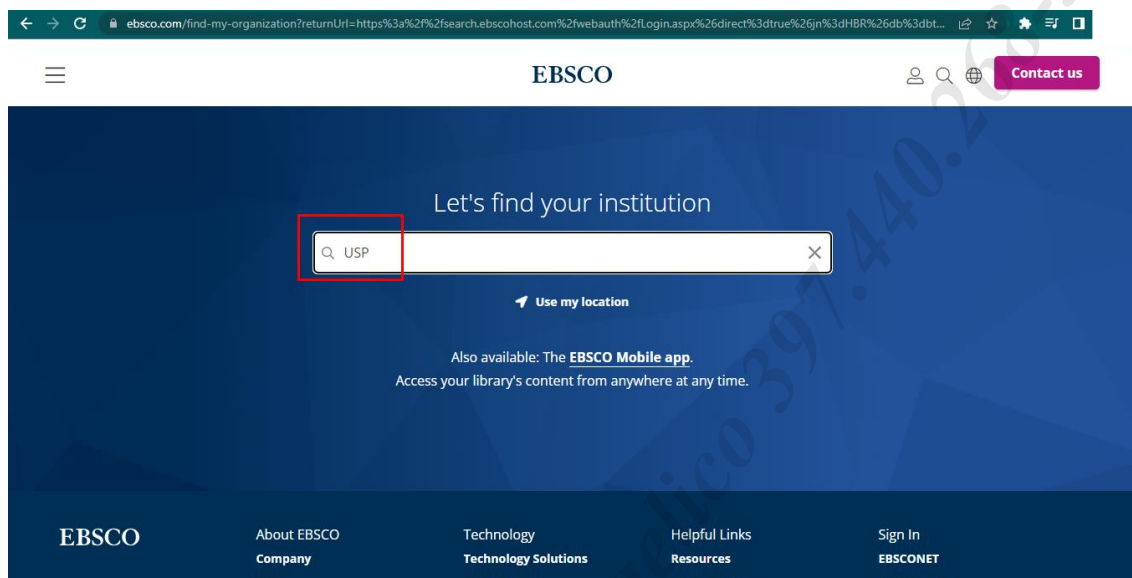 ebsco.com/find-my-organization?returnUrl=https%3a%2f%2fsearch.ebscohost.com%2fwebauth%2fLogin.aspx%26direct%3dtrue%26jn%3dHBR%26db%3dbt...
EBSCO
Contact us
Let's find your institution
USP
Use my location
Also available: The EBSCO Mobile app.
Access your library's content from anywhere at any time.
EBSCO
About EBSCO
Technology
Helpful Links
Sign In
Company
Technology Solutions
Resources
EBSCONET